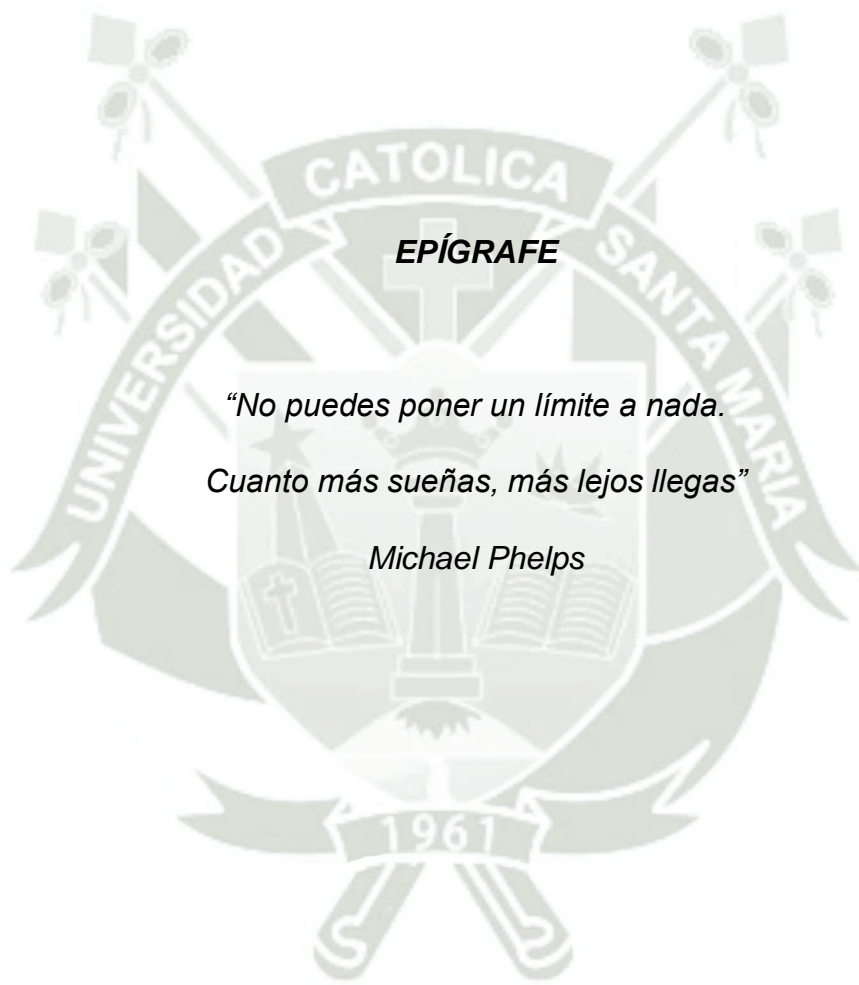 UNIVERSIDAD
CATOLICA
SANTA MARIA
EPÍGRAFE
“No puedes poner un límite a nada.
Cuanto más sueñas, más lejos llegas”
Michael Phelps
1961